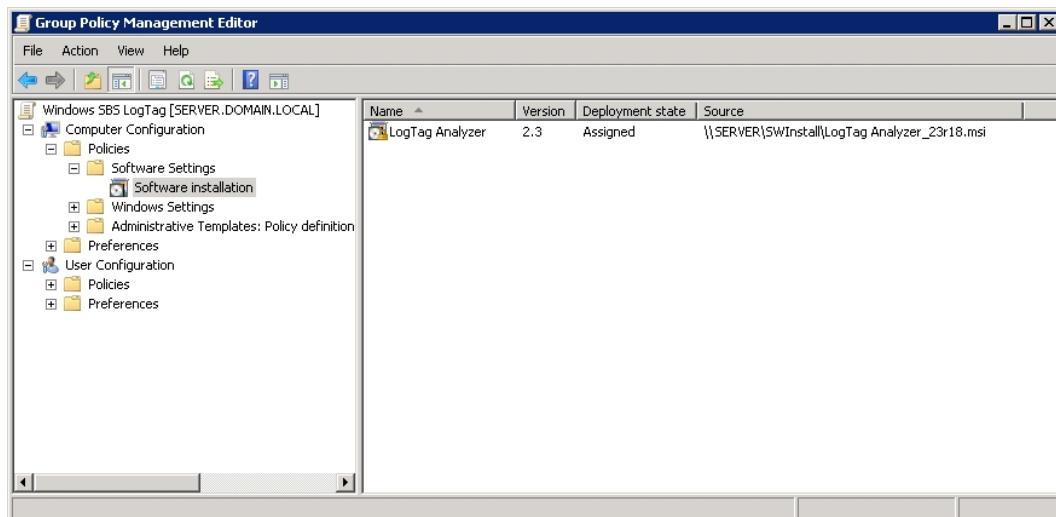 Group Policy Management Editor
File Action View Help
Windows SBS LogTag [SERVER.DOMAIN.LOCAL]
Computer Configuration
Policies
Software Settings
Software installation
Windows Settings
Administrative Templates: Policy definition
Preferences
User Configuration
Policies
Preferences
Name Version Deployment state Source
LogTag Analyzer 2.3 Assigned \\SERVER\SWInstall\LogTag Analyzer_23r18.msi